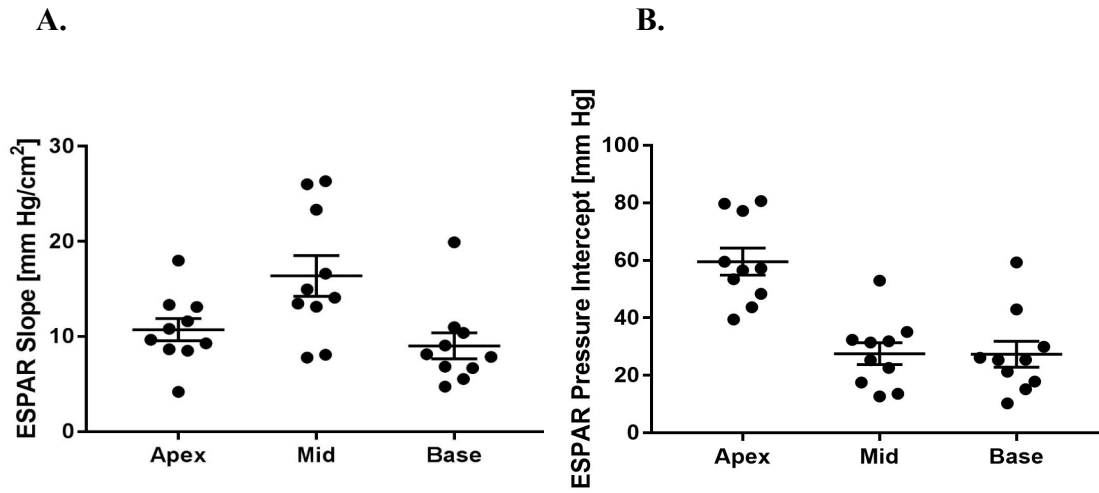 A.
B.
ESPAR Slope [mm Hg/cm²]
30
20
10
0
Apex Mid Base
ESPAR Pressure Intercept [mm Hg]
100
80
60
40
20
0
Apex Mid Base